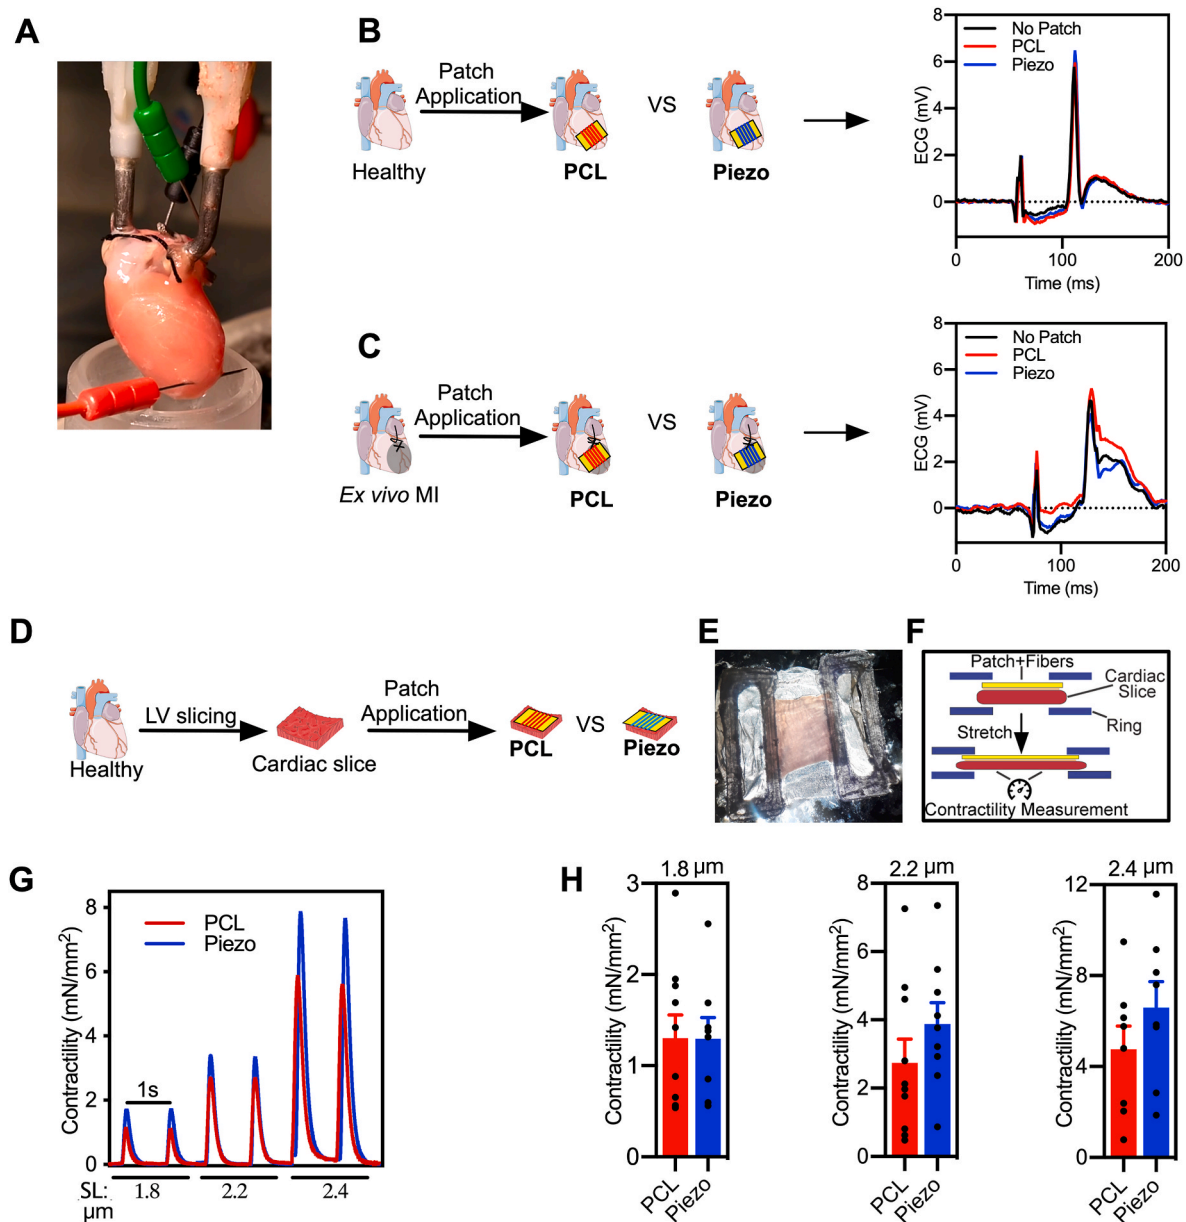 A
B
Patch
Application
Healthy
PCL
VS
Piezo
8
6
4
2
0
ECG (mV)
No Patch
PCL
Piezo
0
100
200
Time (ms)
C
Patch
Application
Ex vivo MI
PCL
VS
Piezo
8
6
4
2
0
ECG (mV)
No Patch
PCL
Piezo
0
100
200
Time (ms)
D
Healthy
LV slicing
Cardiac slice
Patch
Application
PCL
VS
Piezo
E
F
Patch+Fibers
Cardiac
Slice
Ring
Stretch
Contractility Measurement
G
Contractility (mN/mm²)
8
6
4
2
0
PCL
Piezo
1s
SL:
μm
1.8
2.2
2.4
H
1.8 μm
Contractility (mN/mm²)
3
2
1
0
PCL
Piezo
2.2 μm
Contractility (mN/mm²)
8
6
4
2
0
PCL
Piezo
2.4 μm
Contractility (mN/mm²)
12
8
4
0
PCL
Piezo